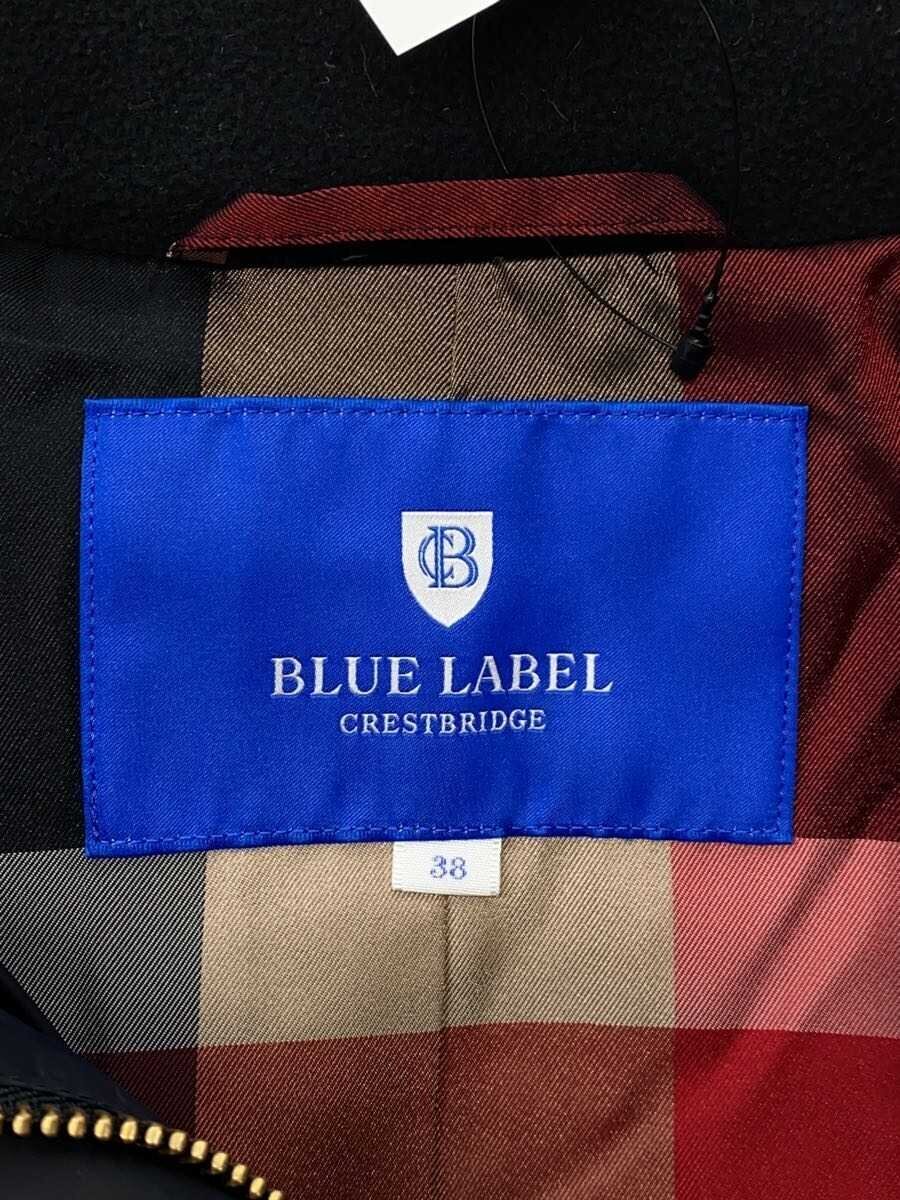 CB
BLUE LABEL
CRESTBRIDGE
38